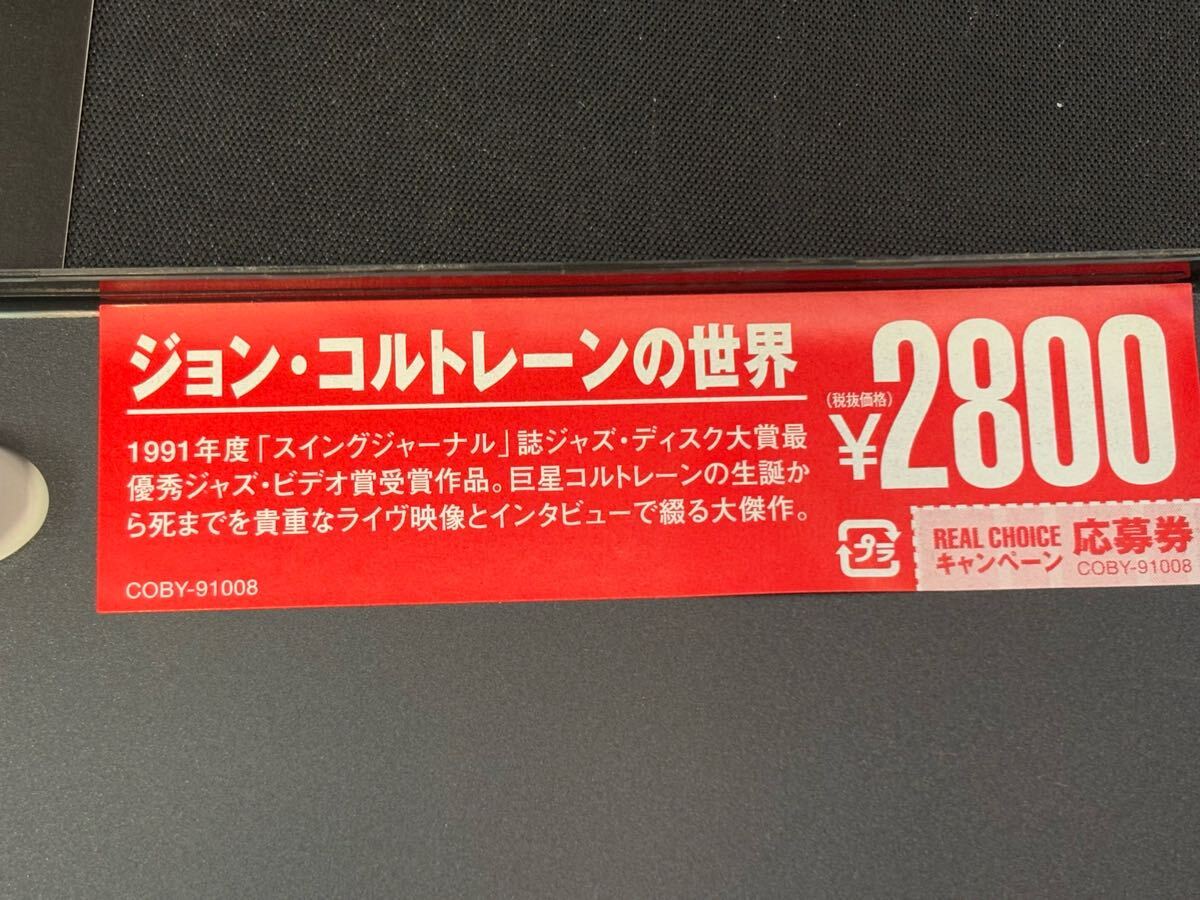 ジョン・コルトレーンの世界
1991年度「スイングジャーナル」誌ジャズ・ディスク大賞最
優秀ジャズ・ビデオ賞受賞作品。巨星コルトレーンの生誕か
ら死までを貴重なライヴ映像とインタビューで綴る大傑作。
COBY-91008
(税抜価格)
¥2800
プラ
REAL CHOICE
キャンペーン
応募券
COBY-91008